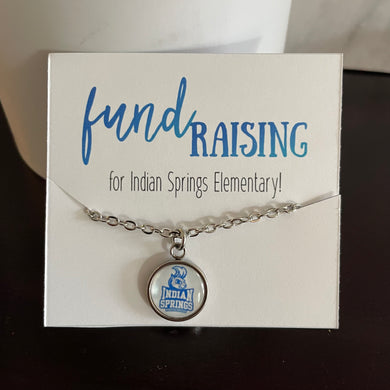 fund
RAISING
for Indian Springs Elementary!
INDIAN
SPRINGS